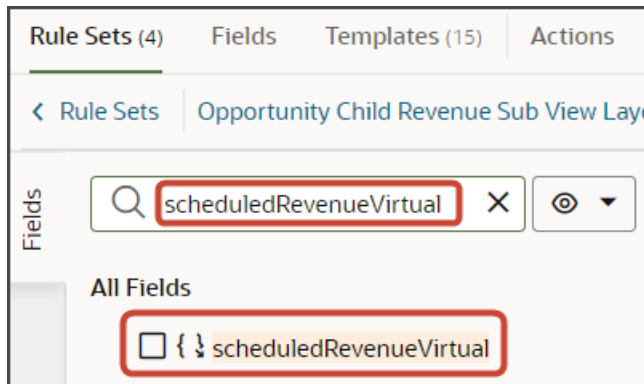 Rule Sets (4) Fields Templates (15) Actions
Rule Sets Opportunity Child Revenue Sub View Lay
Fields
scheduledRevenueVirtual
All Fields
scheduledRevenueVirtual